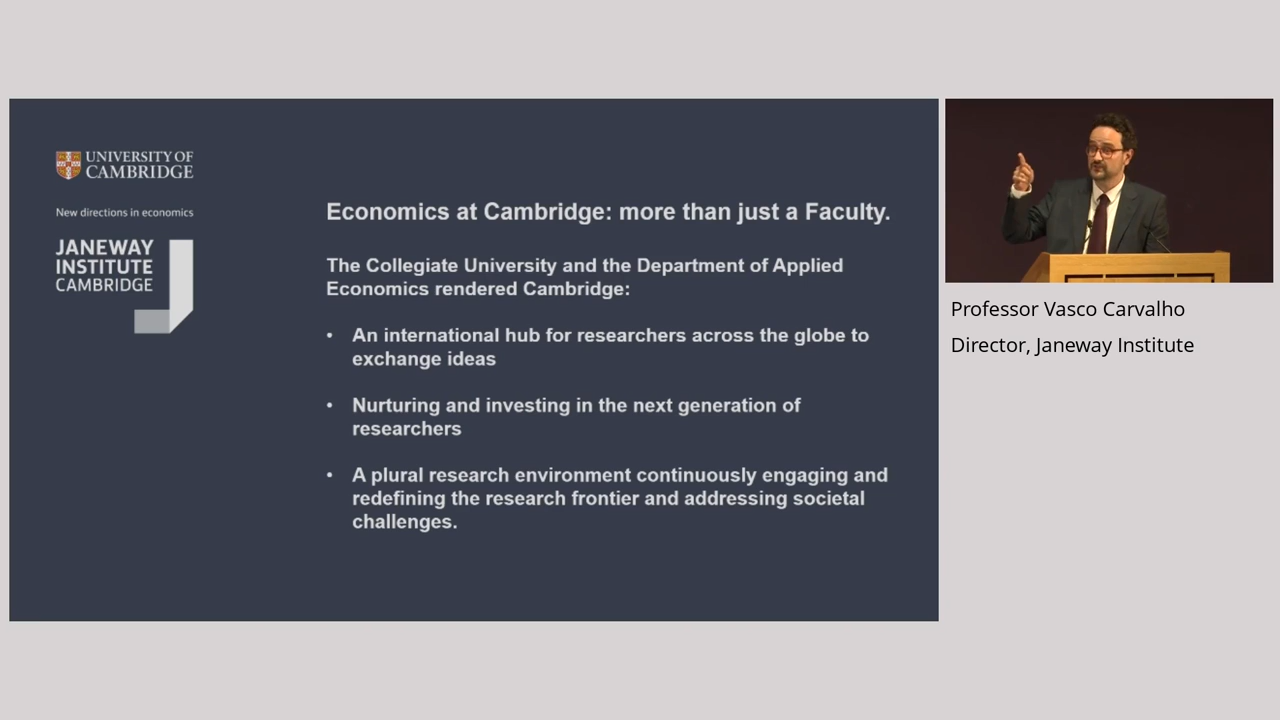 UNIVERSITY OF
CAMBRIDGE
New directions in economics
JANEWAY
INSTITUTE
CAMBRIDGE
Economics at Cambridge: more than just a Faculty.
The Collegiate University and the Department of Applied
Economics rendered Cambridge:
• An international hub for researchers across the globe to
exchange ideas
• Nurturing and investing in the next generation of
researchers
• A plural research environment continuously engaging and
redefining the research frontier and addressing societal
challenges.
Professor Vasco Carvalho
Director, Janeway Institute